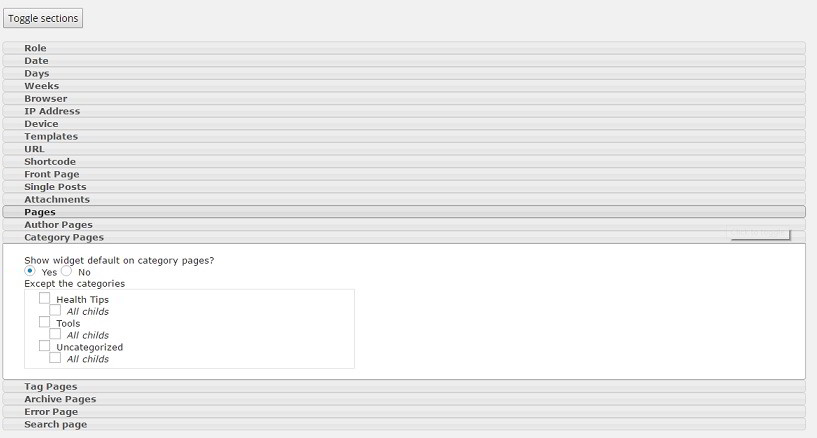 Toggle sections
Role
Date
Days
Weeks
Browser
IP Address
Device
Templates
URL
Shortcode
Front Page
Single Posts
Attachments
Pages
Author Pages
Category Pages
Show widget default on category pages?
Yes No
Except the categories
Health Tips
All childs
Tools
All childs
Uncategorized
All childs
Tag Pages
Archive Pages
Error Page
Search page